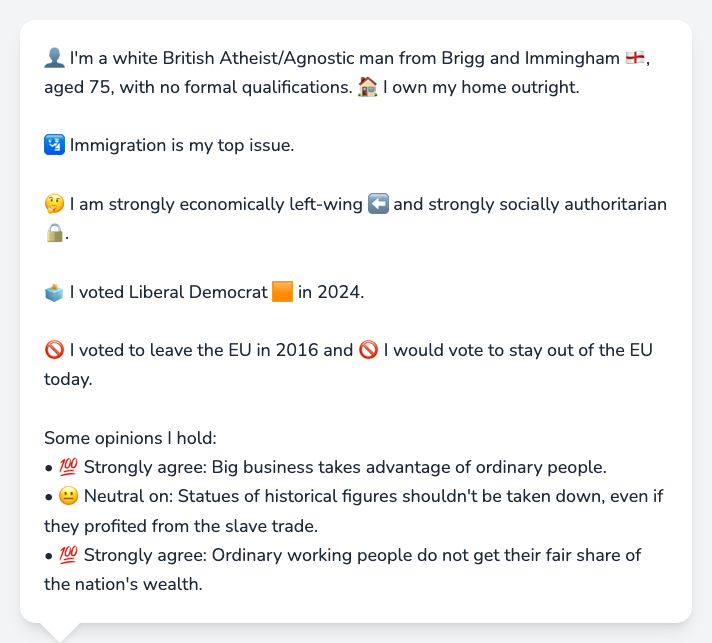 👤 I'm a white British Atheist/Agnostic man from Brigg and Immingham 🏴󠁧󠁢󠁥󠁮󠁧󠁿,
aged 75, with no formal qualifications. 🏠 I own my home outright.
🛂 Immigration is my top issue.
🤔 I am strongly economically left-wing ⬅️ and strongly socially authoritarian
🔒.
🗳️ I voted Liberal Democrat 🟧 in 2024.
🚫 I voted to leave the EU in 2016 and 🚫 I would vote to stay out of the EU
today.
Some opinions I hold:
• 💯 Strongly agree: Big business takes advantage of ordinary people.
• 😐 Neutral on: Statues of historical figures shouldn't be taken down, even if
they profited from the slave trade.
• 💯 Strongly agree: Ordinary working people do not get their fair share of
the nation's wealth.